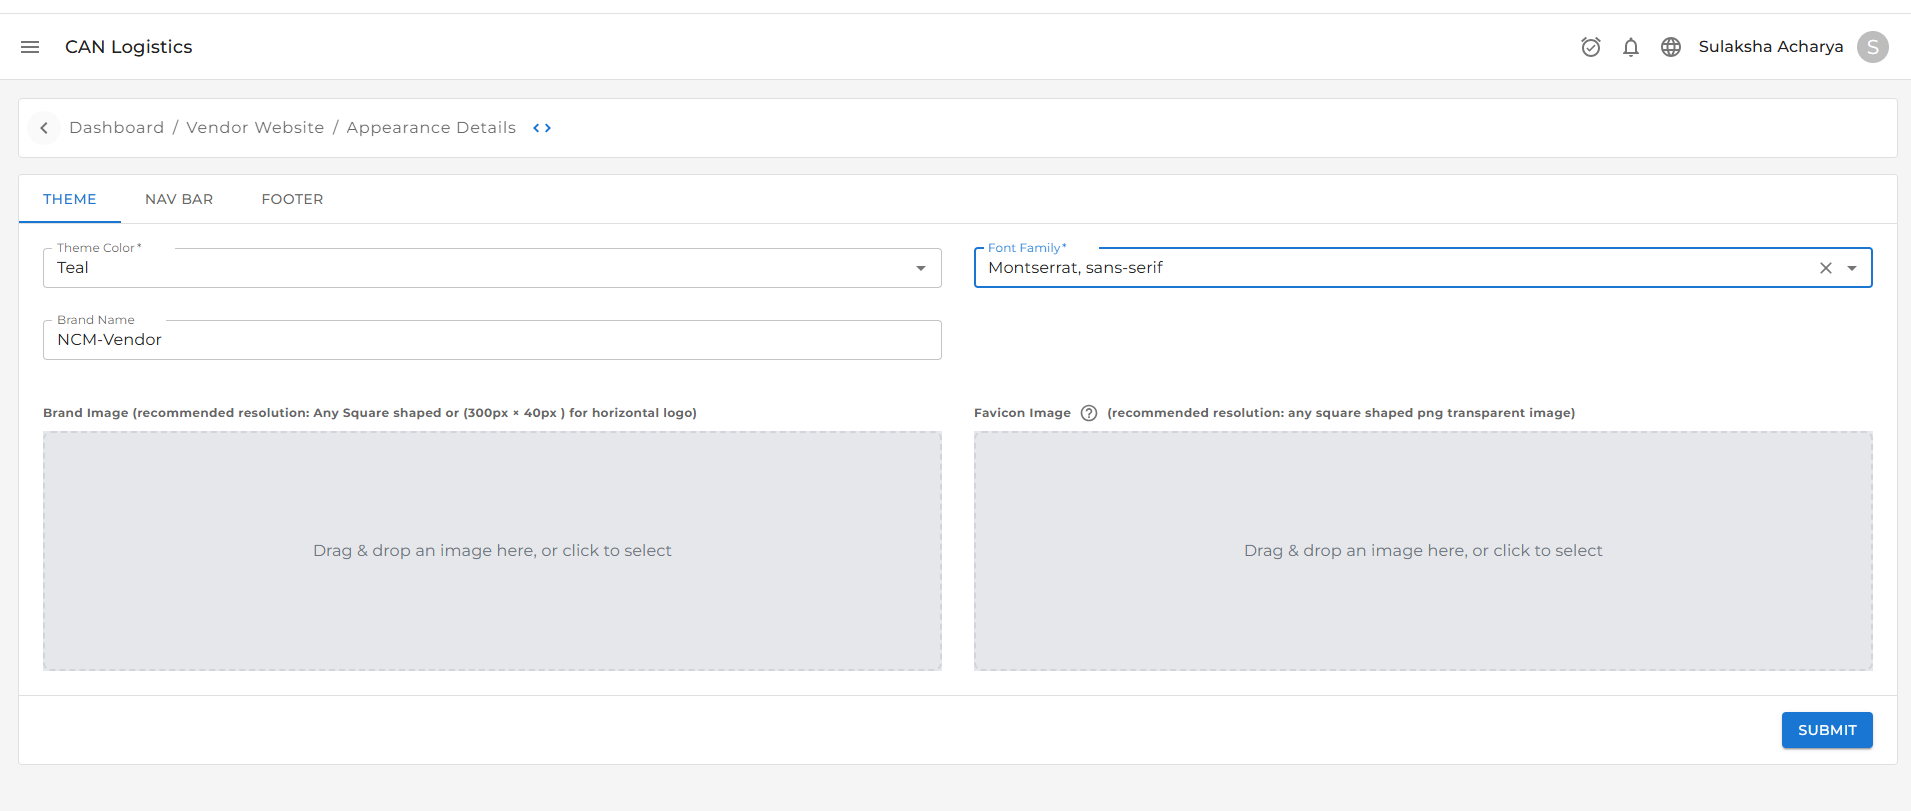 CAN Logistics
Sulaksha Acharya S
Dashboard / Vendor Website / Appearance Details <>
THEME NAV BAR FOOTER
Theme Color*
Teal
Font Family*
Montserrat, sans-serif
Brand Name
NCM-Vendor
Brand Image (recommended resolution: Any Square shaped or (300px × 40px ) for horizontal logo)
Drag & drop an image here, or click to select
Favicon Image ? (recommended resolution: any square shaped png transparent image)
Drag & drop an image here, or click to select
SUBMIT